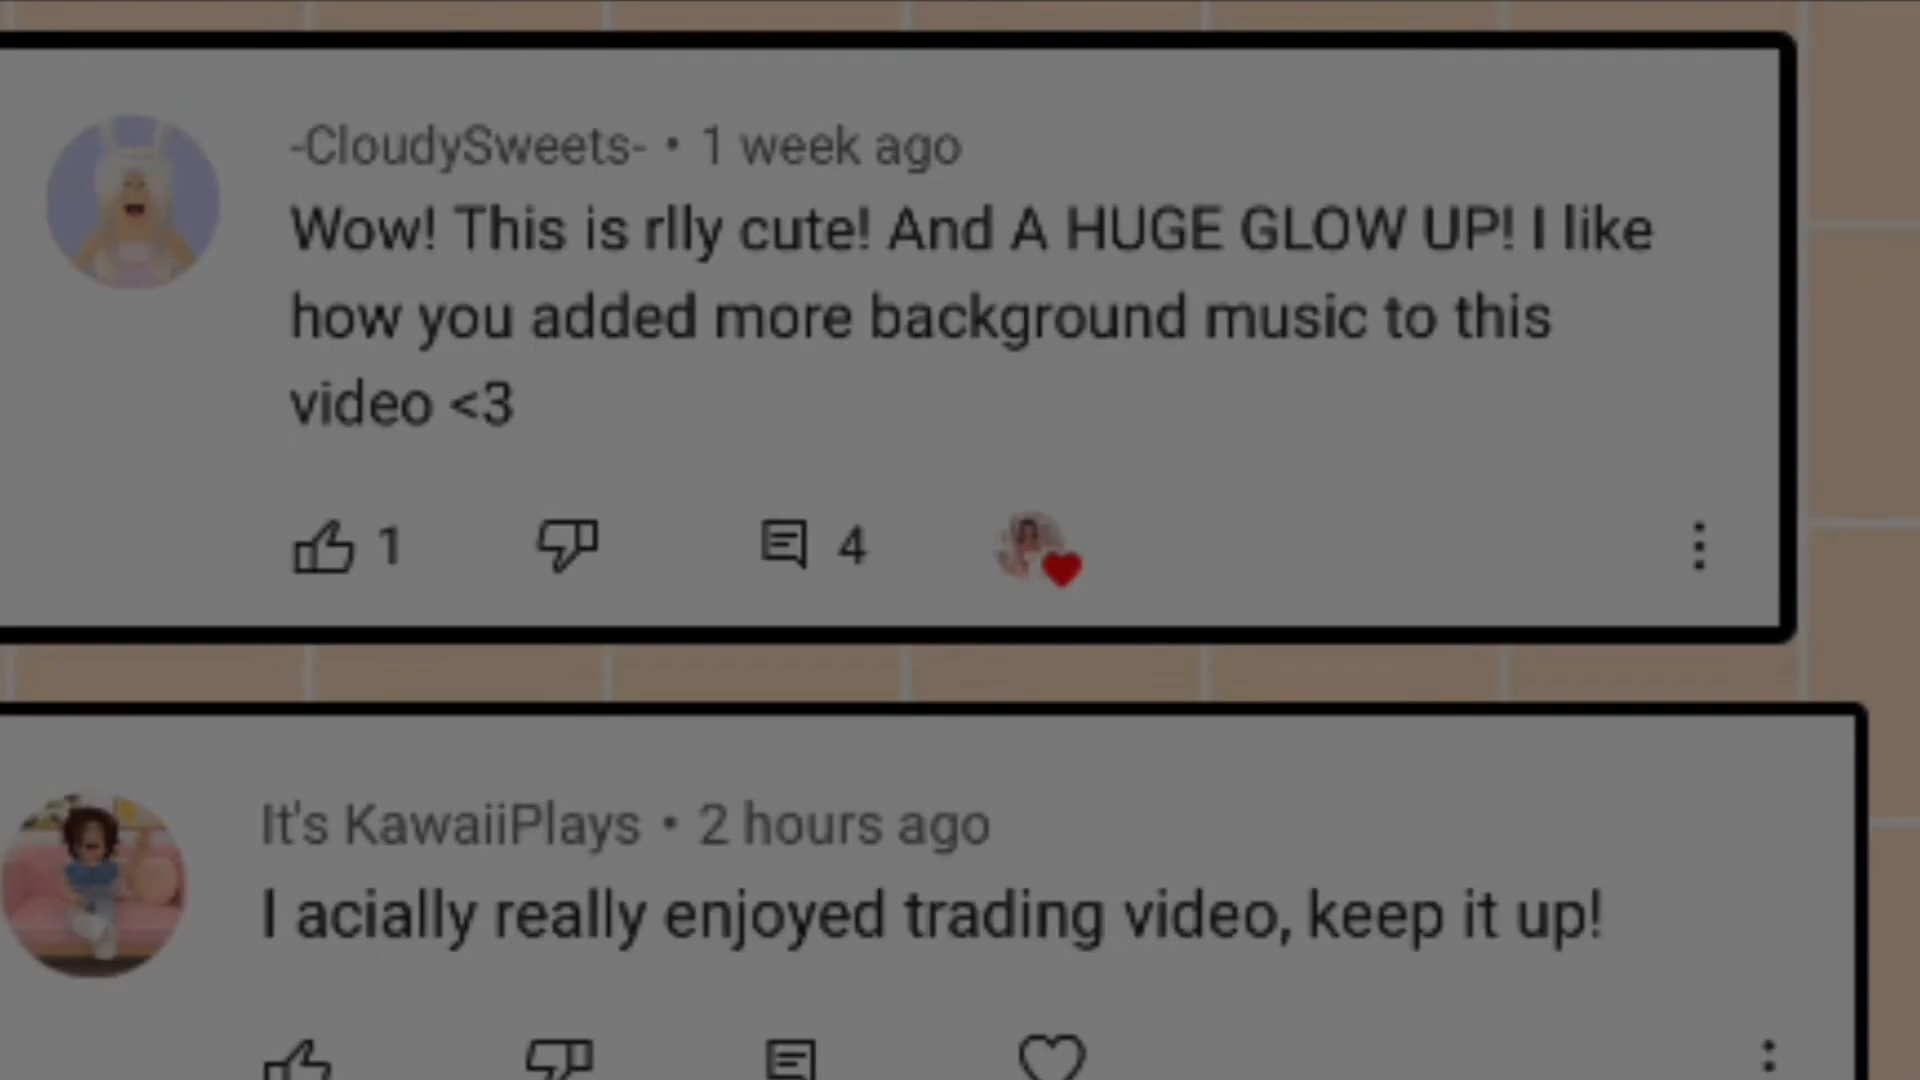 -CloudySweets- • 1 week ago
Wow! This is rlly cute! And A HUGE GLOW UP! I like
how you added more background music to this
video <3
1 4
It's KawaiiPlays • 2 hours ago
I acially really enjoyed trading video, keep it up!